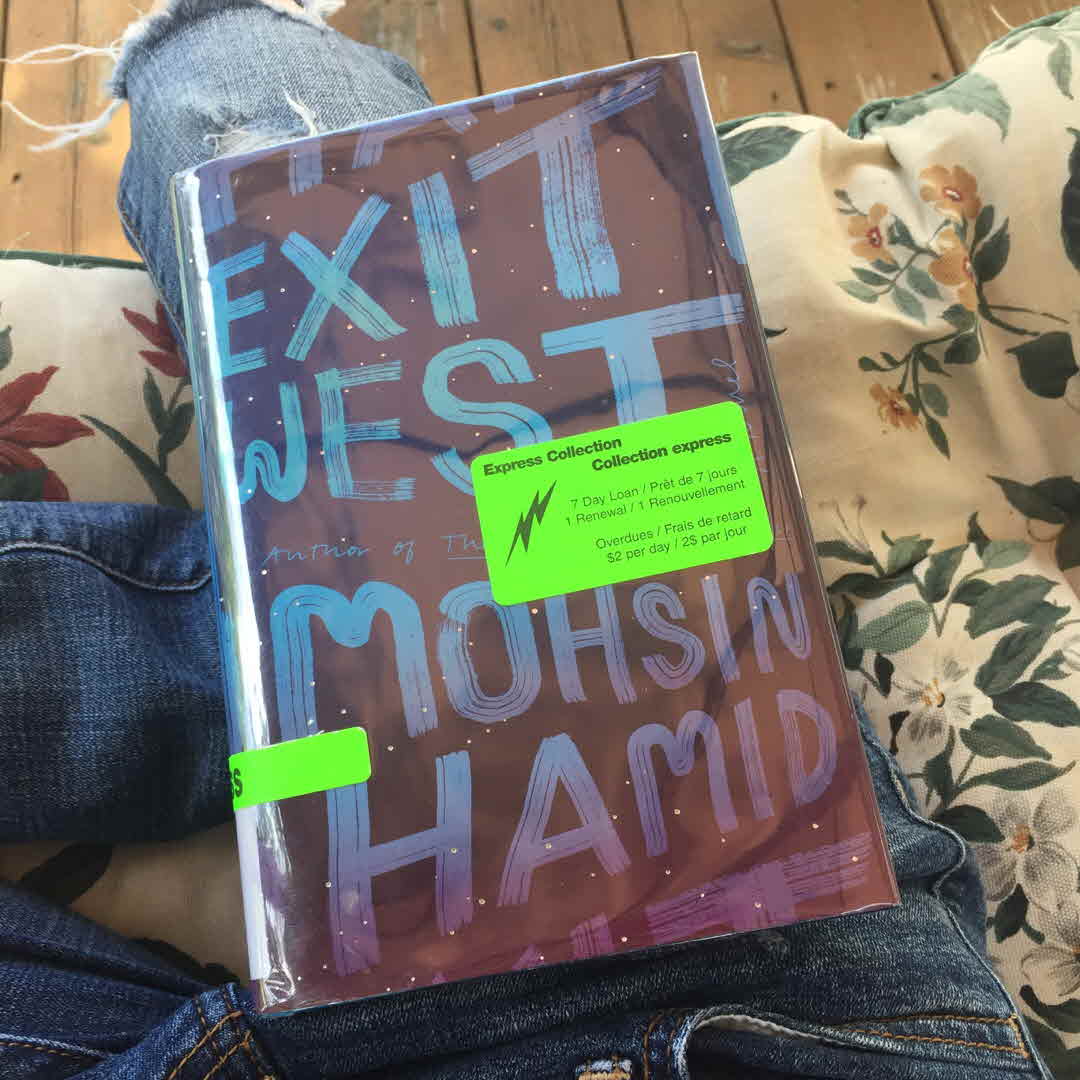 EXIT
WEST
Express Collection
Collection express
7 Day Loan / Prêt de 7 jours
1 Renewal / 1 Renouvellement
Overdues / Frais de retard
$2 per day / 2$ par jour
Author of Th
MOHSIN
HAMID